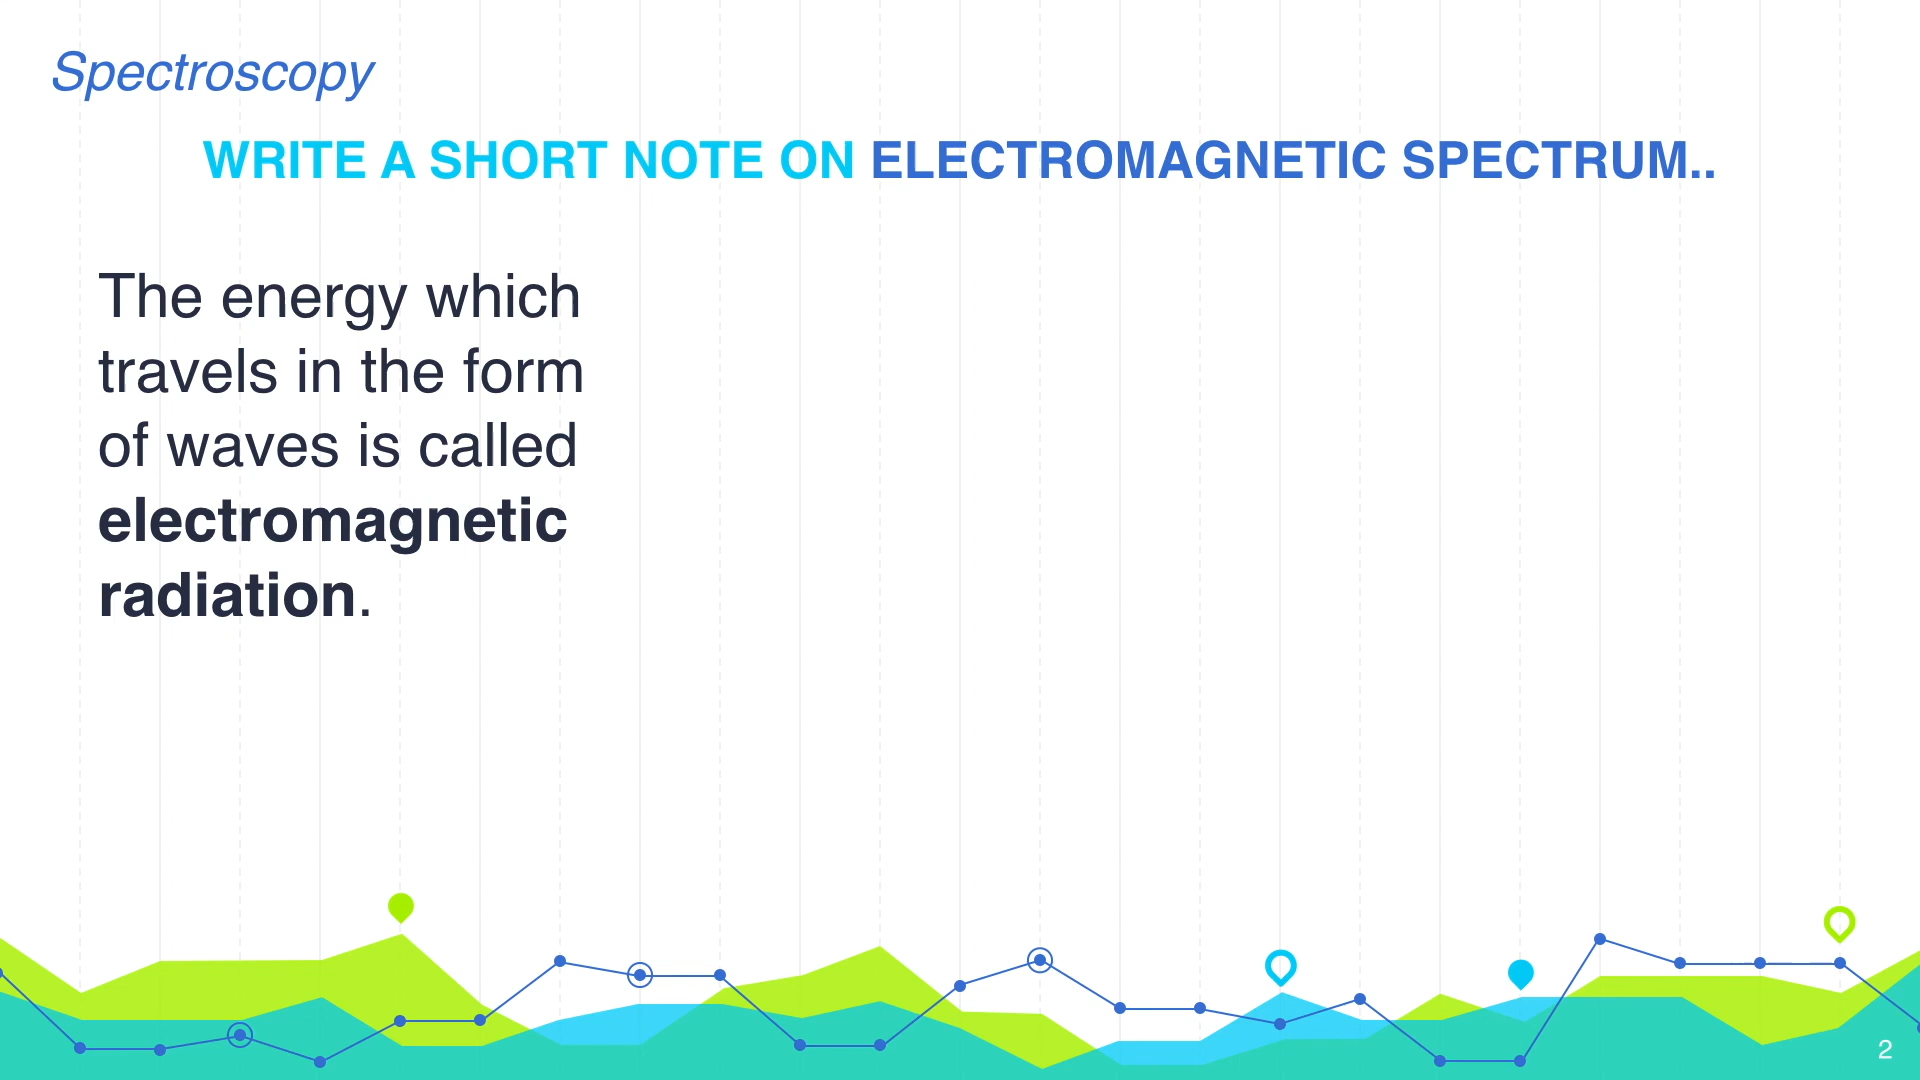 Spectroscopy
WRITE A SHORT NOTE ON ELECTROMAGNETIC SPECTRUM..
The energy which
travels in the form
of waves is called
electromagnetic
radiation.
2